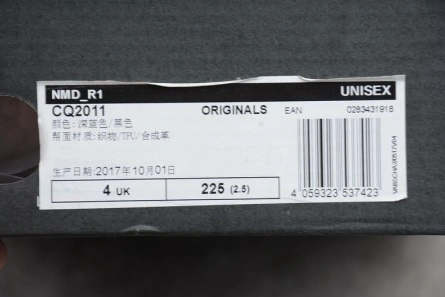 NMD_R1 UNISEX
CQ2011 ORIGINALS EAN 0283431918
颜色:深蓝色/黑色
帮面材质:织物/TPU/合成革
生产日期:2017年10月01日
4 UK 225 (2.5)
4 059323 537423